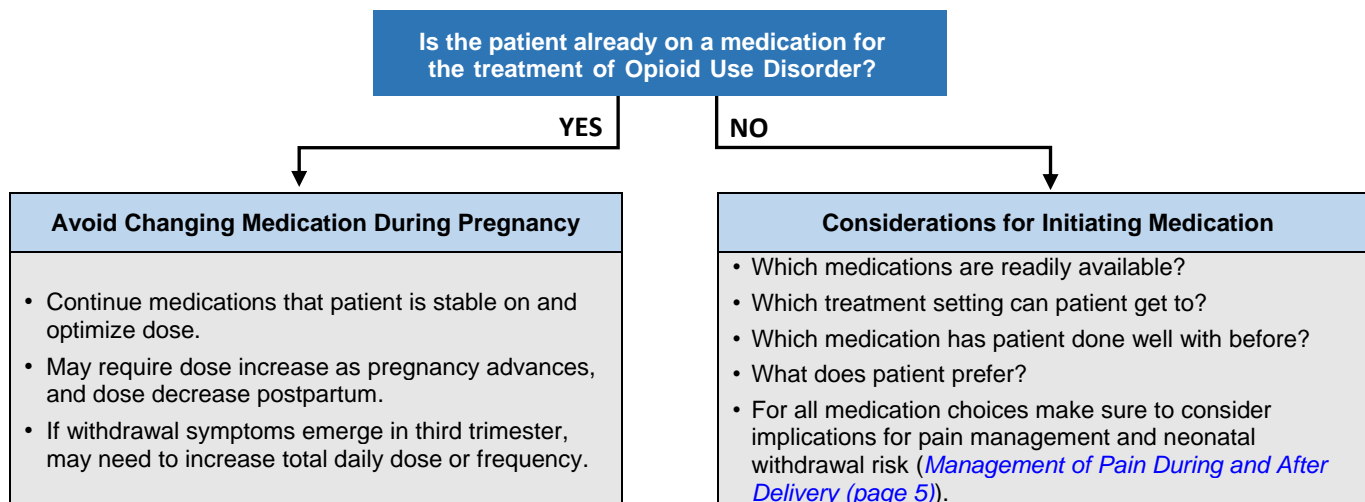 Is the patient already on a medication for
the treatment of Opioid Use Disorder?
YES
NO
Avoid Changing Medication During Pregnancy
• Continue medications that patient is stable on and
optimize dose.
• May require dose increase as pregnancy advances,
and dose decrease postpartum.
• If withdrawal symptoms emerge in third trimester,
may need to increase total daily dose or frequency.
Considerations for Initiating Medication
• Which medications are readily available?
• Which treatment setting can patient get to?
• Which medication has patient done well with before?
• What does patient prefer?
• For all medication choices make sure to consider
implications for pain management and neonatal
withdrawal risk (Management of Pain During and After
Delivery (page 5)).